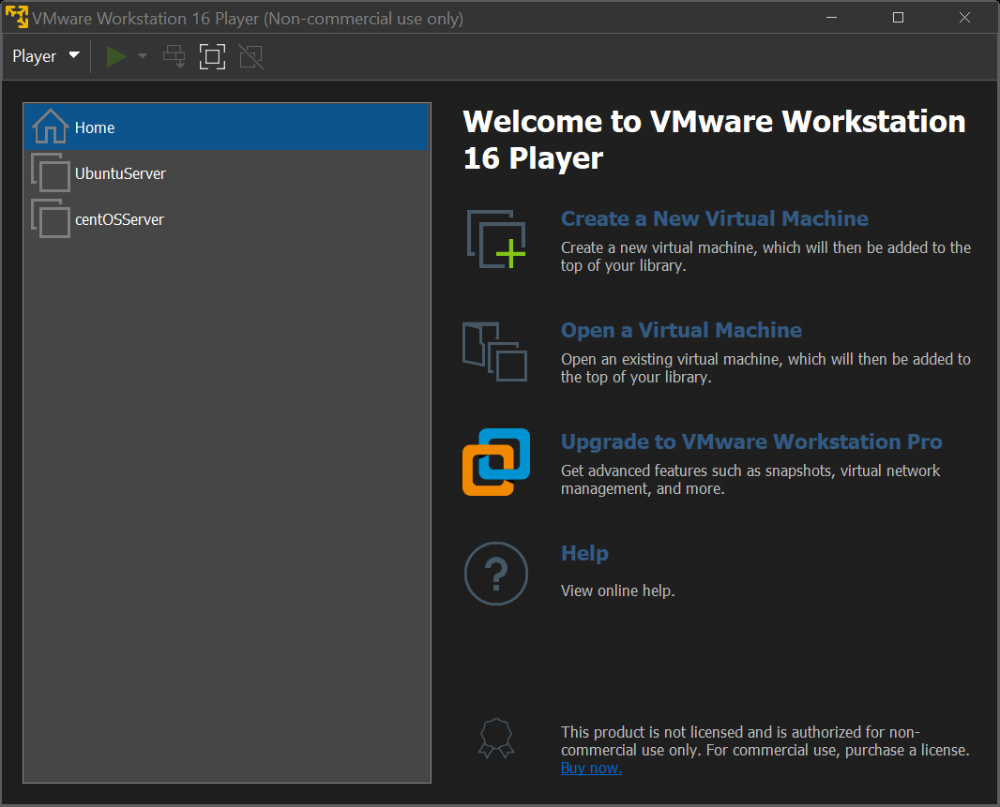 VMware Workstation 16 Player (Non-commercial use only)
Player
Home
UbuntuServer
centOSServer
Welcome to VMware Workstation
16 Player
Create a New Virtual Machine
Create a new virtual machine, which will then be added to the
top of your library.
Open a Virtual Machine
Open an existing virtual machine, which will then be added to
the top of your library.
Upgrade to VMware Workstation Pro
Get advanced features such as snapshots, virtual network
management, and more.
?
Help
View online help.
This product is not licensed and is authorized for non-
commercial use only. For commercial use, purchase a license.
Buy now.